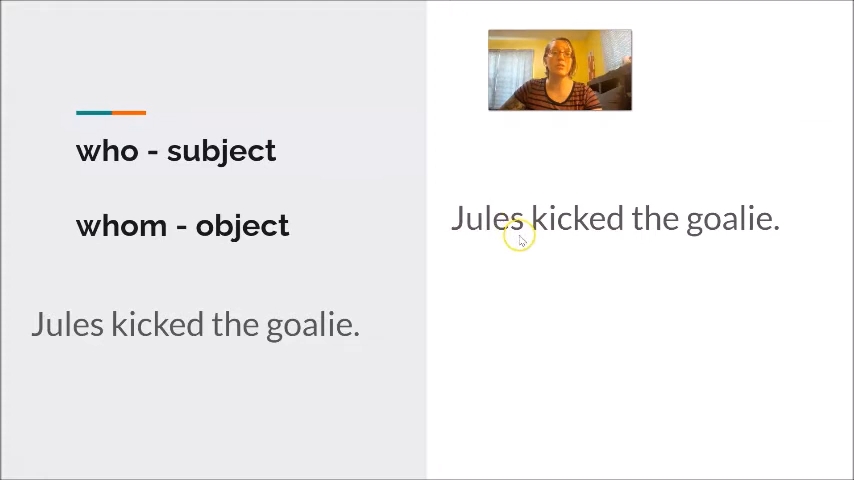 who - subject
whom - object
Jules kicked the goalie.
Jules kicked the goalie.